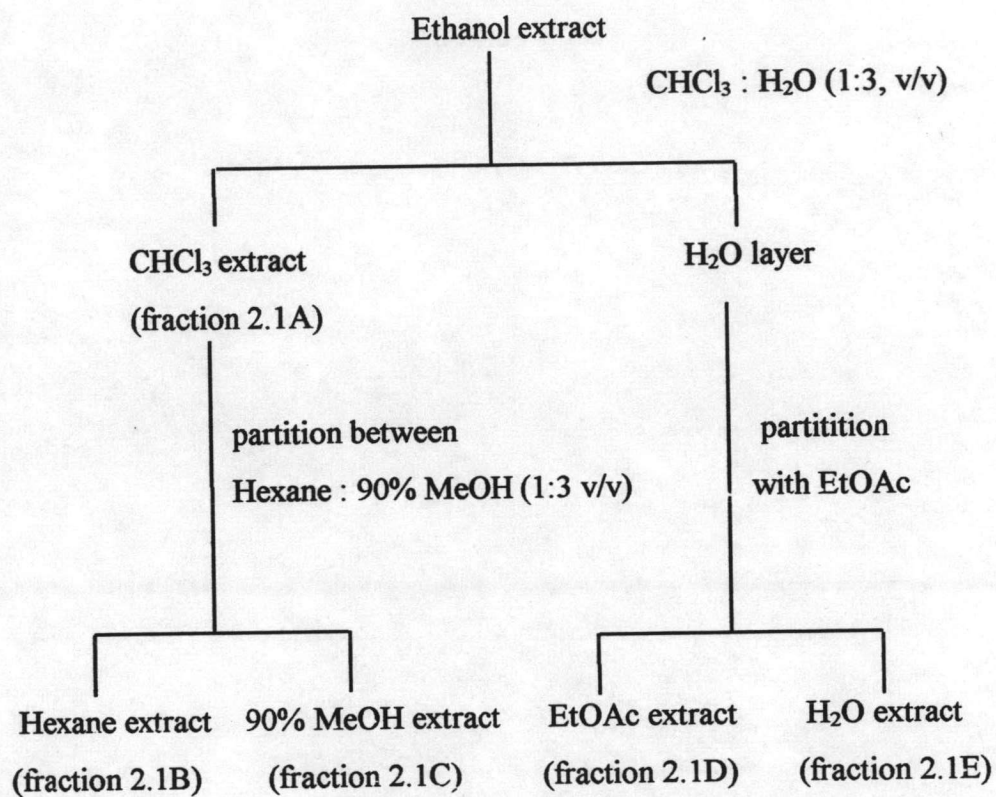 Ethanol extract
CHCl₃ : H₂O (1:3, v/v)
CHCl₃ extract
(fraction 2.1A)
H₂O layer
partition between
Hexane : 90% MeOH (1:3 v/v)
partitition
with EtOAc
Hexane extract
(fraction 2.1B)
90% MeOH extract
(fraction 2.1C)
EtOAc extract
(fraction 2.1D)
H₂O extract
(fraction 2.1E)